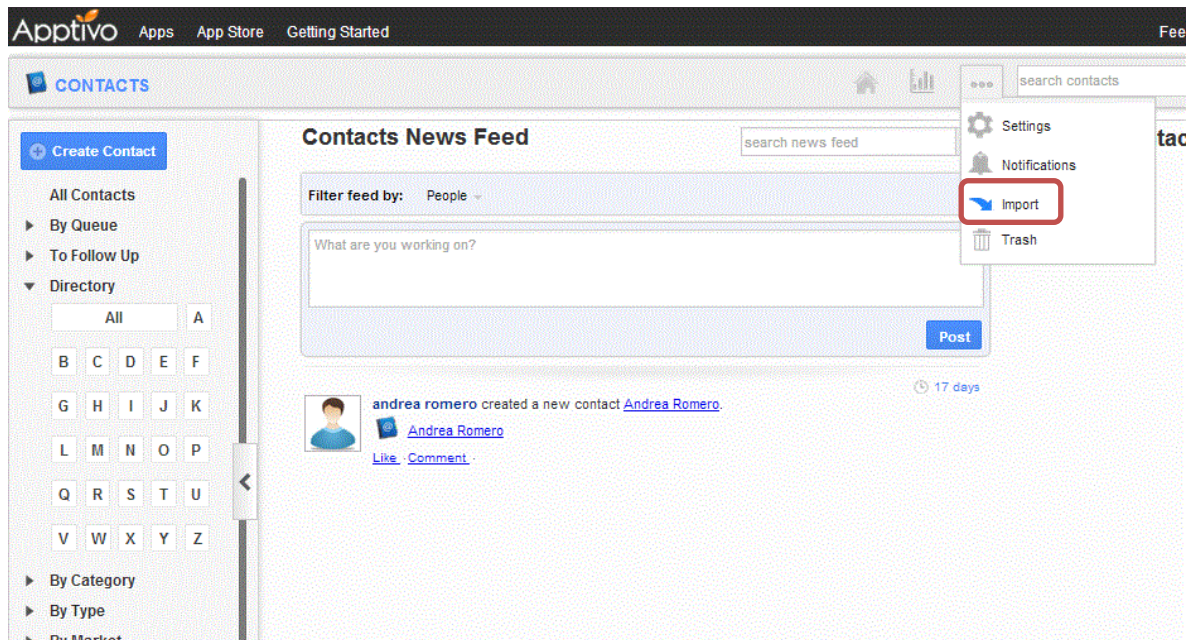 Apptivo Apps App Store Getting Started Fee
CONTACTS
search contacts
Settings
Notifications
Import
Trash
Create Contact
All Contacts
By Queue
To Follow Up
Directory
All A
B C D E F
G H I J K
L M N O P
Q R S T U
V W X Y Z
By Category
By Type
By Market
Contacts News Feed
search news feed
tac
Filter feed by: People
What are you working on?
Post
17 days
andrea romero created a new contact Andrea Romero.
Andrea Romero
Like · Comment ·